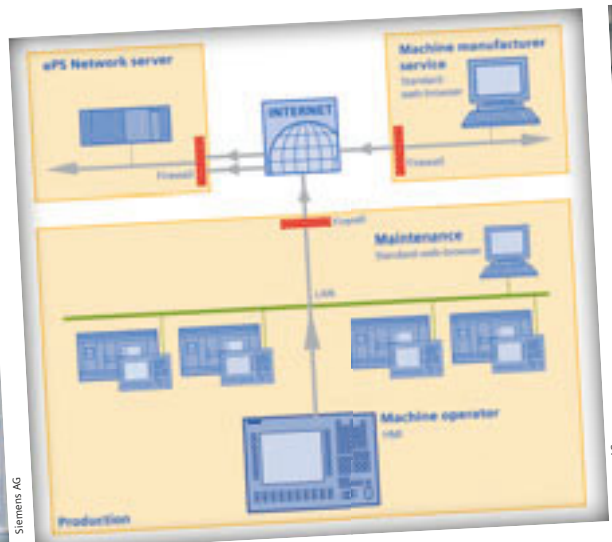 ePS Network server
Machine manufacturer
service
Standard
web-browser
INTERNET
Firewall
Firewall
Firewall
Maintenance
Standard web-browser
LAN
Machine operator
HMI
Production
Siemens AG